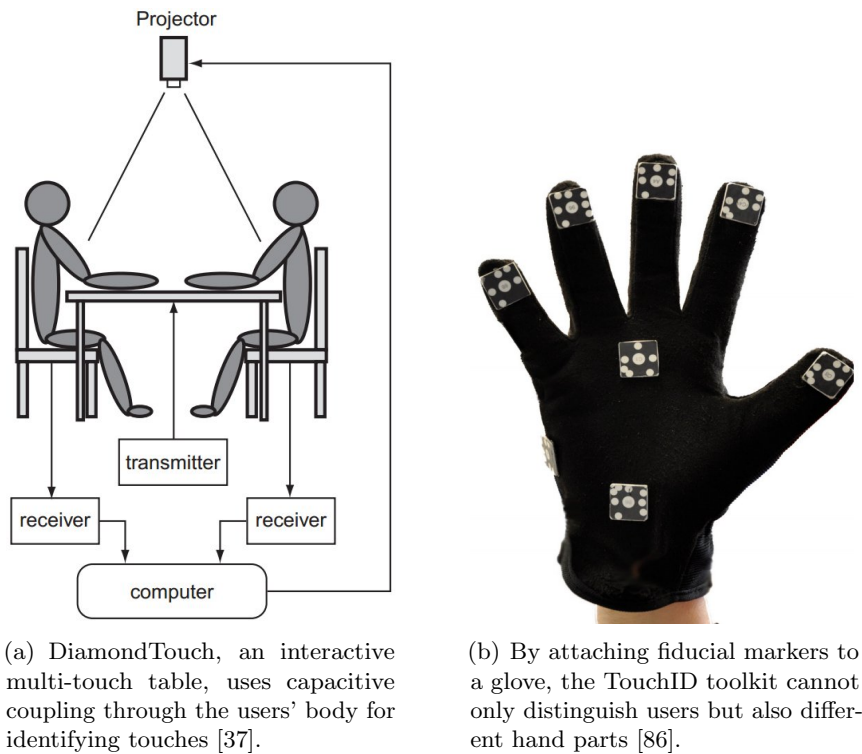 Projector
transmitter
receiver
receiver
computer
(a) DiamondTouch, an interactive
multi-touch table, uses capacitive
coupling through the users' body for
identifying touches [37].
(b) By attaching fiducial markers to
a glove, the TouchID toolkit cannot
only distinguish users but also differ-
ent hand parts [86].